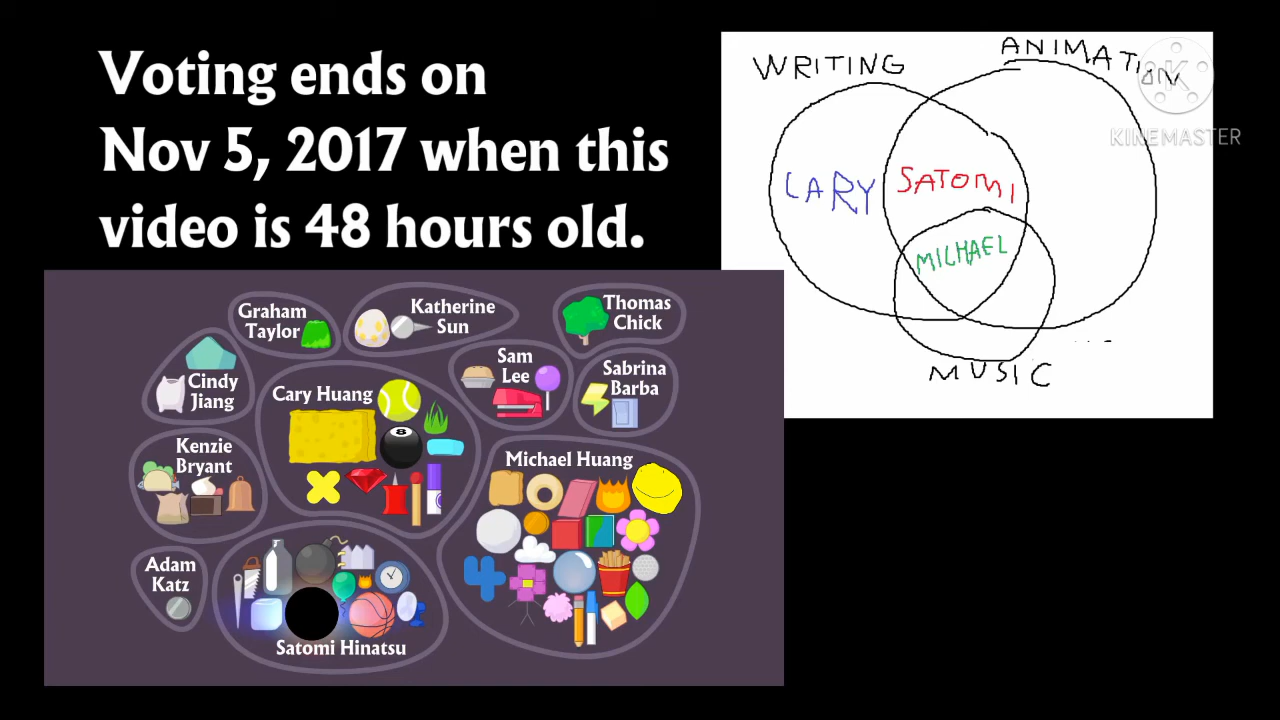 Voting ends on
Nov 5, 2017 when this
video is 48 hours old.
WRITING
ANIMATION
K
KINEMASTER
CARY
SATOMI
MICHAEL
MUSIC
Graham
Taylor
Katherine
Sun
Thomas
Chick
Cindy
Jiang
Cary Huang
8
Sam
Lee
Sabrina
Barba
Kenzie
Bryant
Michael Huang
Adam
Katz
Satomi Hinatsu